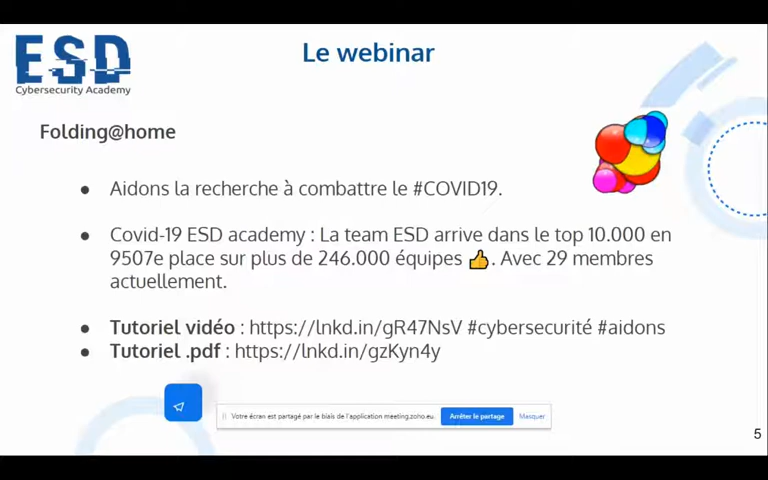 ESD
Cybersecurity Academy
Le webinar
Folding@home
● Aidons la recherche à combattre le #COVID19.
● Covid-19 ESD academy : La team ESD arrive dans le top 10.000 en
9507e place sur plus de 246.000 équipes 👍. Avec 29 membres
actuellement.
● Tutoriel vidéo : https://lnkd.in/gR47NsV #cybersecurité #aidons
● Tutoriel .pdf : https://lnkd.in/gzKyn4y
Votre écran est partagé par le biais de l'application meeting.zoho.eu. Arrêter le partage Masquer
5